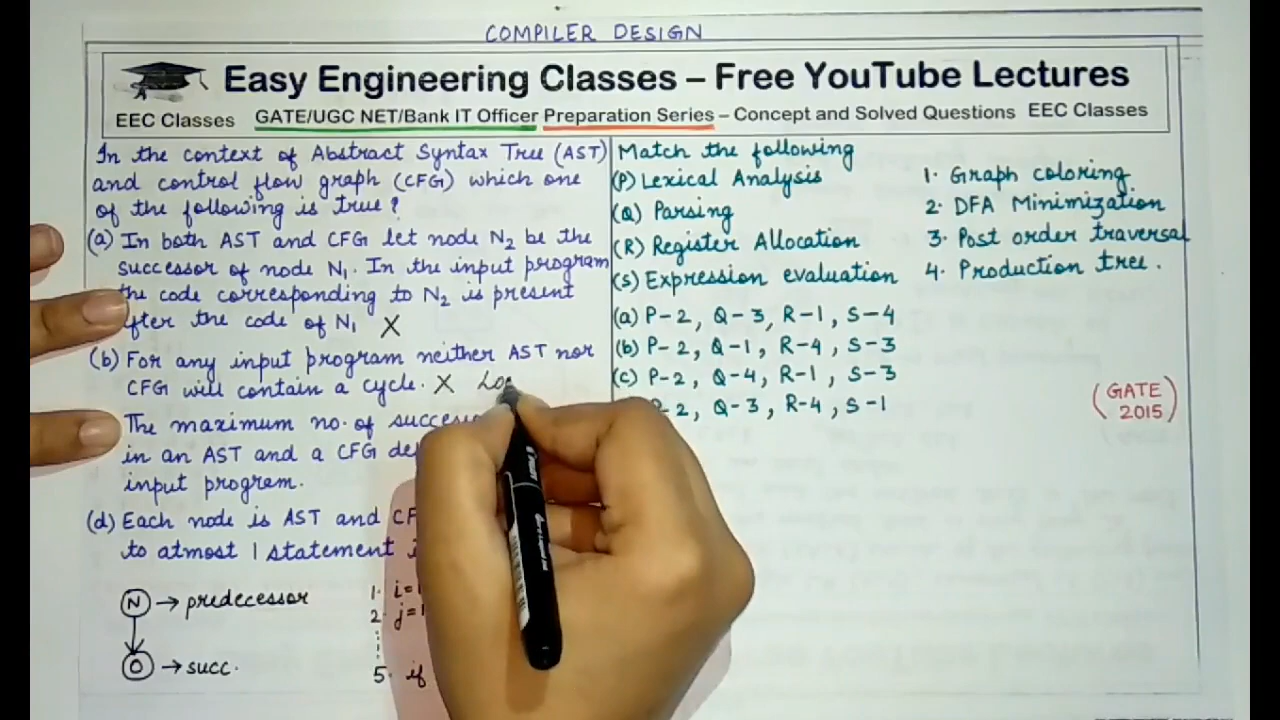 COMPILER DESIGN
Easy Engineering Classes – Free YouTube Lectures
EEC Classes GATE/UGC NET/Bank IT Officer Preparation Series – Concept and Solved Questions EEC Classes
In the context of Abstract Syntax Tree (AST)
and control flow graph (CFG) which one
of the following is true?
(a) In both AST and CFG let node N2 be the
successor of node N1. In the input program
the code corresponding to N2 is present
after the code of N1 X
(b) For any input program neither AST nor
CFG will contain a cycle. X
The maximum no. of
in an AST and a CFG
input program.
(d) Each node is AST and
to atmost 1 statement
N → predecessor
O → succ.
1. i=
2. j=1
5. if
Match the following
(P) Lexical Analysis
(Q) Parsing
(R) Register Allocation
(S) Expression evaluation
1. Graph coloring
2. DFA Minimization
3. Post order traversal
4. Production tree.
(a) P-2, Q-3, R-1, S-4
(b) P-2, Q-1, R-4, S-3
(c) P-2, Q-4, R-1, S-3
P-2, Q-3, R-4, S-1
(GATE
2015)